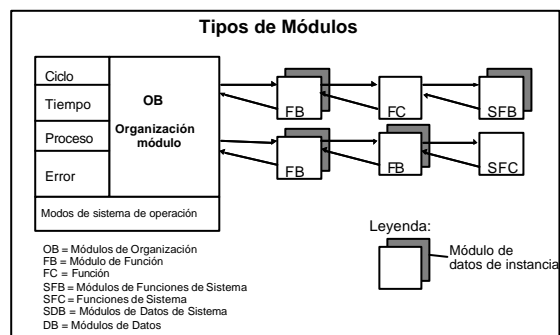 Tipos de Módulos
Ciclo
Tiempo
Proceso
Error
OB
Organización
módulo
Modos de sistema de operación
FB
FC
SFB
FB
FB
SFC
OB = Módulos de Organización
FB = Módulo de Función
FC = Función
SFB = Módulos de Funciones de Sistema
SFC = Funciones de Sistema
SDB = Módulos de Datos de Sistema
DB = Módulos de Datos
Leyenda:
Módulo de
datos de instancia